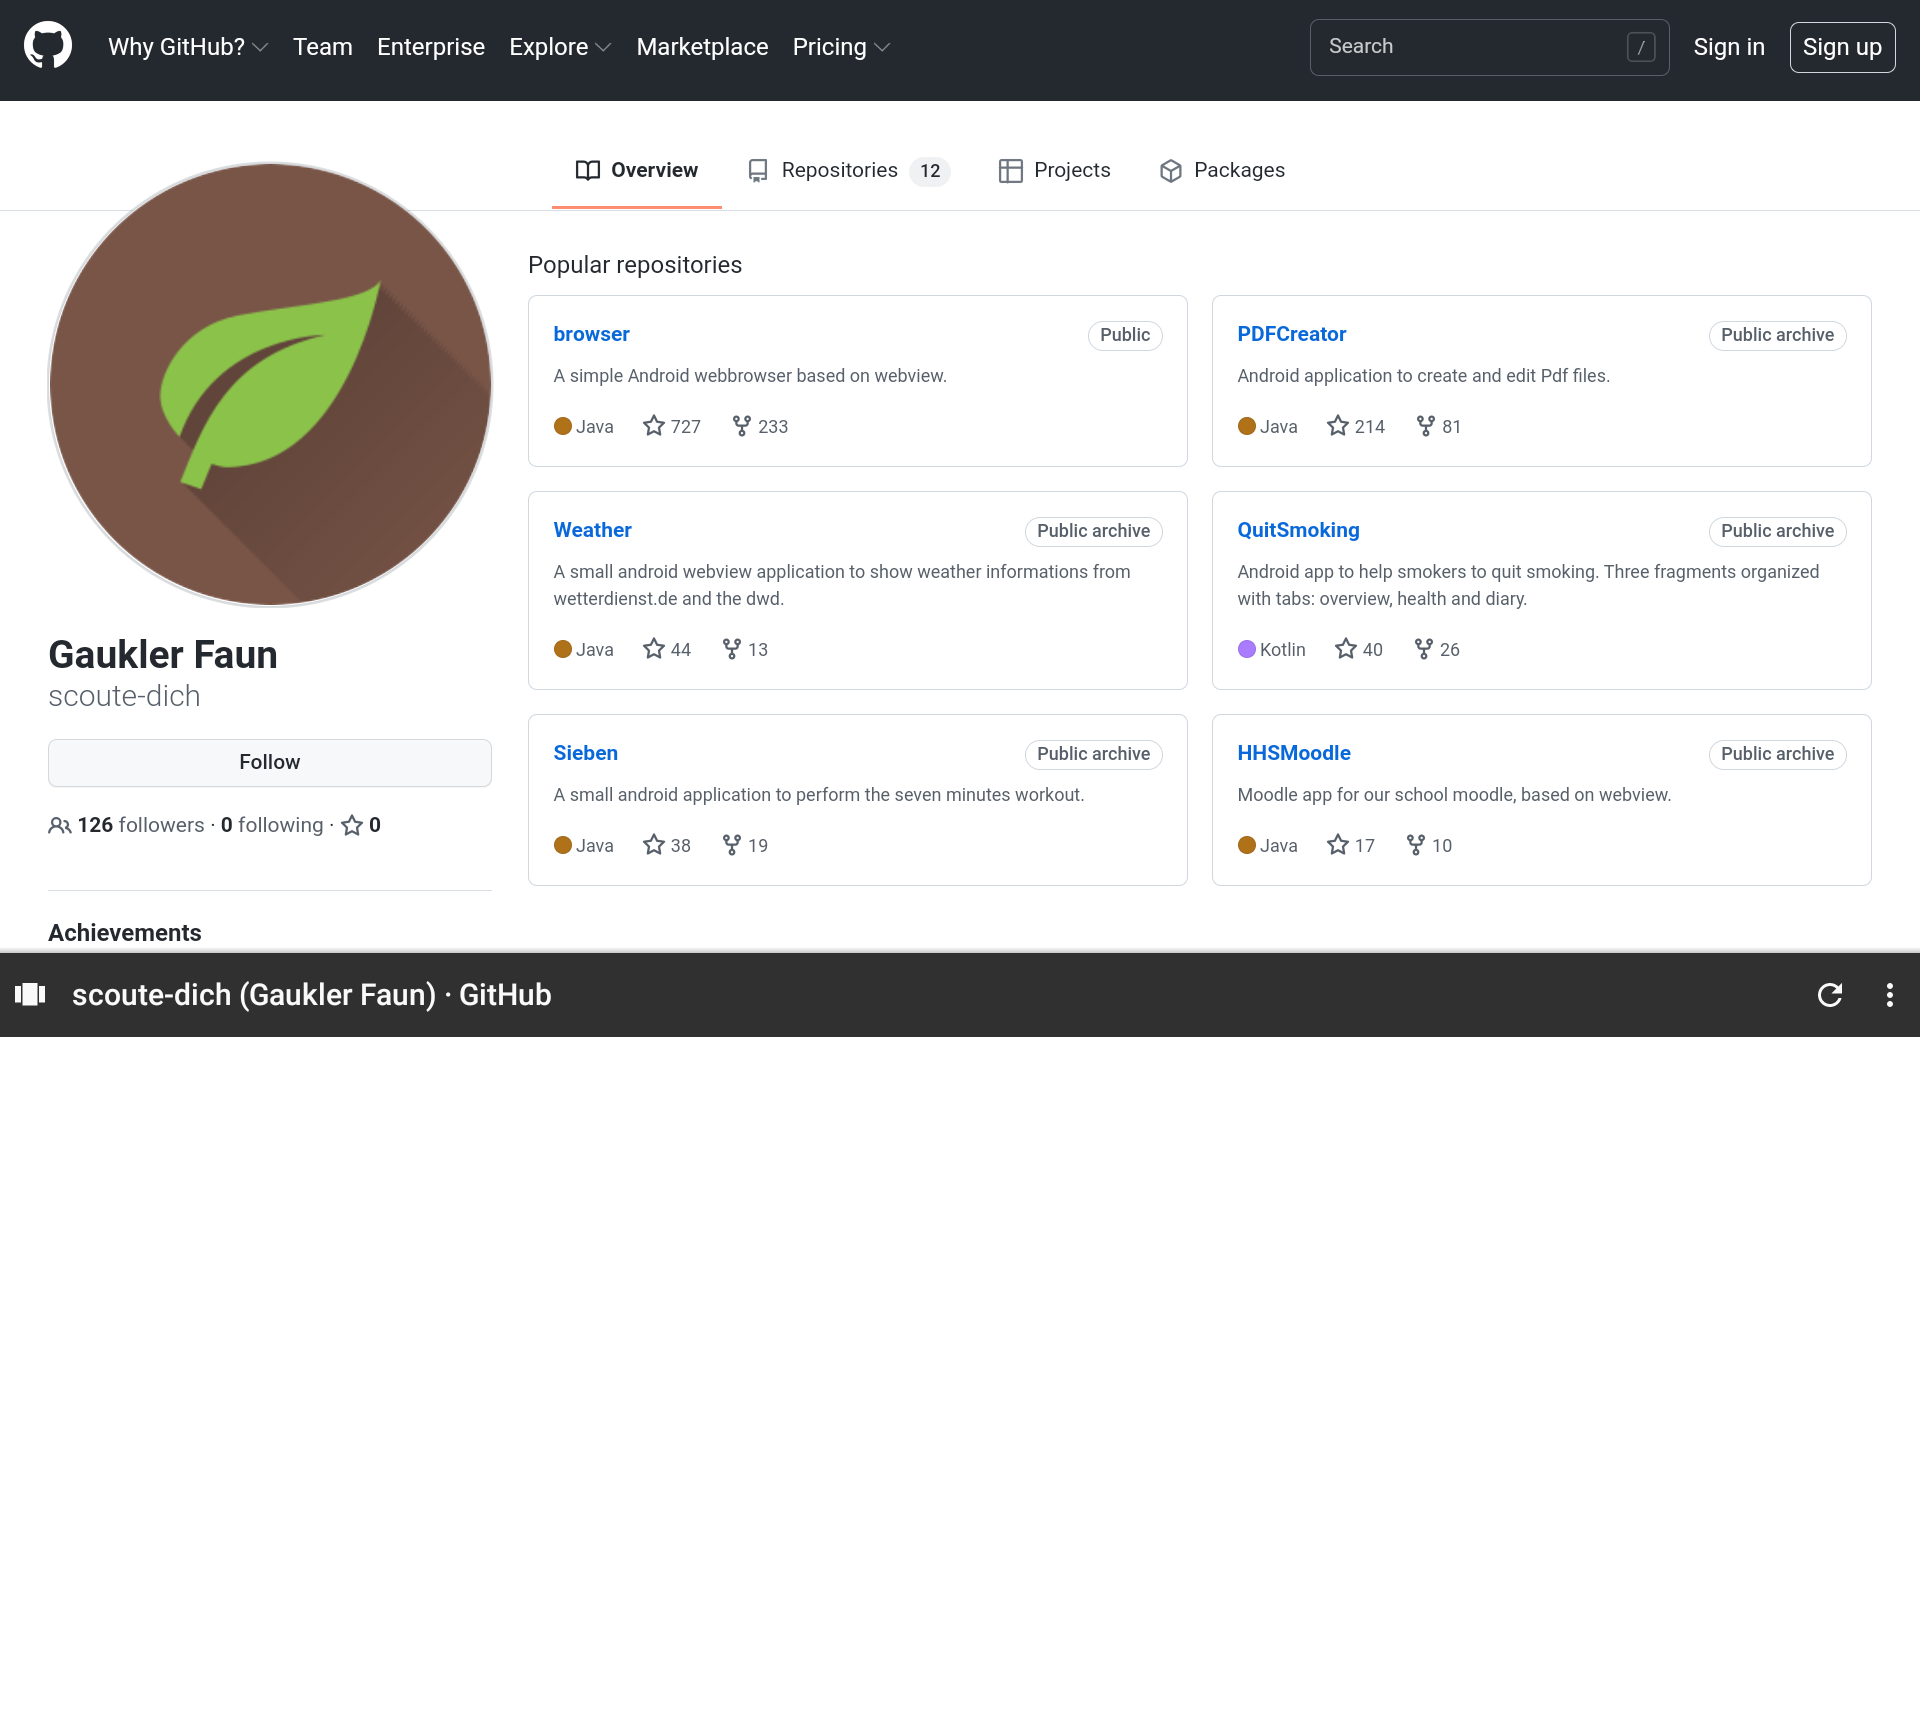 Why GitHub? Team Enterprise Explore Marketplace Pricing Search / Sign in Sign up
Overview Repositories 12 Projects Packages
Popular repositories
browser Public
A simple Android webbrowser based on webview.
Java 727 233
PDFCreator Public archive
Android application to create and edit Pdf files.
Java 214 81
Weather Public archive
A small android webview application to show weather informations from
wetterdienst.de and the dwd.
Java 44 13
QuitSmoking Public archive
Android app to help smokers to quit smoking. Three fragments organized
with tabs: overview, health and diary.
Kotlin 40 26
Sieben Public archive
A small android application to perform the seven minutes workout.
Java 38 19
HHSMoodle Public archive
Moodle app for our school moodle, based on webview.
Java 17 10
Gaukler Faun
scoute-dich
Follow
126 followers · 0 following · 0
Achievements
scoute-dich (Gaukler Faun) · GitHub